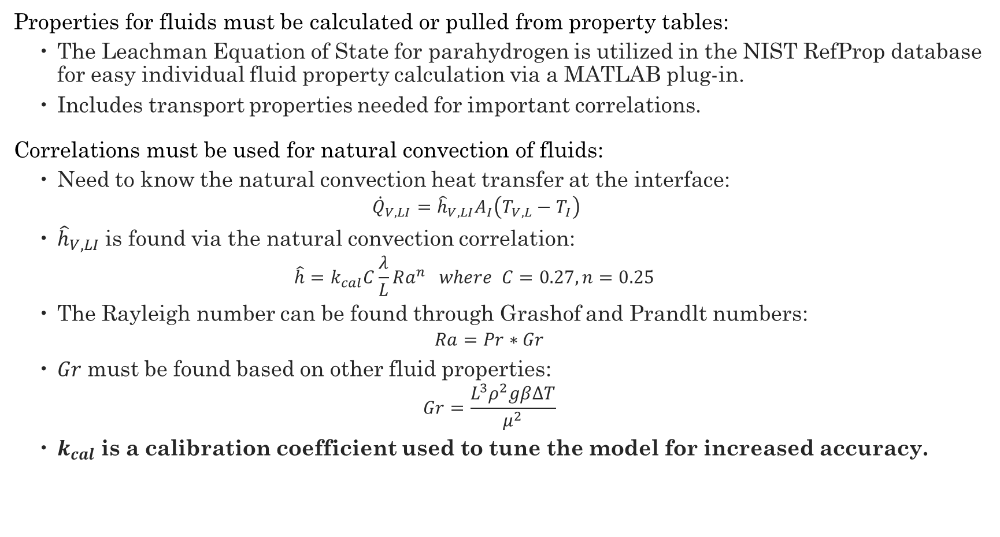 Properties for fluids must be calculated or pulled from property tables:
• The Leachman Equation of State for parahydrogen is utilized in the NIST RefProp database
for easy individual fluid property calculation via a MATLAB plug-in.
• Includes transport properties needed for important correlations.
Correlations must be used for natural convection of fluids:
• Need to know the natural convection heat transfer at the interface:
$\dot{Q}_{V,LI} = \hat{h}_{V,LI} A_I (T_{V,L} - T_I)$
• $\hat{h}_{V,LI}$ is found via the natural convection correlation:
$\hat{h} = k_{cal} C \frac{\lambda}{L} Ra^n \ where \ C = 0.27, n = 0.25$
• The Rayleigh number can be found through Grashof and Prandlt numbers:
$Ra = Pr * Gr$
• $Gr$ must be found based on other fluid properties:
$Gr = \frac{L^3 \rho^2 g \beta \Delta T}{\mu^2}$
• $k_{cal}$ is a calibration coefficient used to tune the model for increased accuracy.